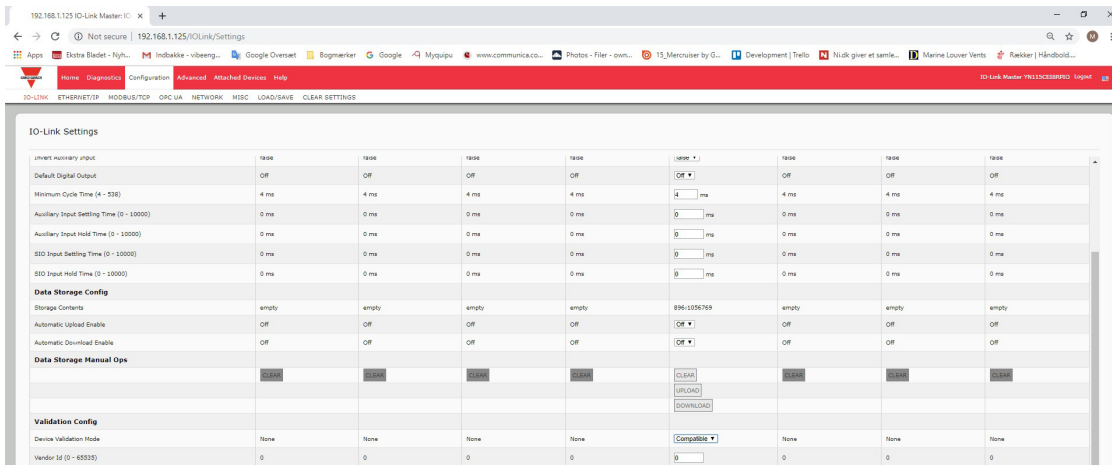 192.168.1.125 IO-Link Master: IO
Not secure | 192.168.1.125/IOLink/Settings
Apps Ekstra Bladet - Nyh... Indbakke - vibeeng... Google Oversæt Bogmærker Google Myquipu www.communica.co... Photos - Filer - own... 15_Mercruiser by G... Development | Trello Ni.dk giver et samle... Marine Louver Vents Rækker | Håndbold....
Home Diagnostics Configuration Advanced Attached Devices Help IO-Link Master YN115CEI8RPIO Logout
IO-LINK ETHERNET/IP MODBUS/TCP OPC UA NETWORK MISC LOAD/SAVE CLEAR SETTINGS
IO-Link Settings
Invert Auxiliary Input false false false false false false false false
Default Digital Output Off Off Off Off Off Off Off Off
Minimum Cycle Time (4 - 538) 4 ms 4 ms 4 ms 4 ms 4 ms 4 ms 4 ms 4 ms
Auxiliary Input Settling Time (0 - 10000) 0 ms 0 ms 0 ms 0 ms 0 ms 0 ms 0 ms 0 ms
Auxiliary Input Hold Time (0 - 10000) 0 ms 0 ms 0 ms 0 ms 0 ms 0 ms 0 ms 0 ms
SIO Input Settling Time (0 - 10000) 0 ms 0 ms 0 ms 0 ms 0 ms 0 ms 0 ms 0 ms
SIO Input Hold Time (0 - 10000) 0 ms 0 ms 0 ms 0 ms 0 ms 0 ms 0 ms 0 ms
Data Storage Config
Storage Contents empty empty empty empty 896:1056769 empty empty empty
Automatic Upload Enable Off Off Off Off Off Off Off Off
Automatic Download Enable Off Off Off Off Off Off Off Off
Data Storage Manual Ops
CLEAR CLEAR CLEAR CLEAR CLEAR CLEAR CLEAR CLEAR
UPLOAD
DOWNLOAD
Validation Config
Device Validation Mode None None None None Compatible None None None
Vendor Id (0 - 65535) 0 0 0 0 0 0 0 0